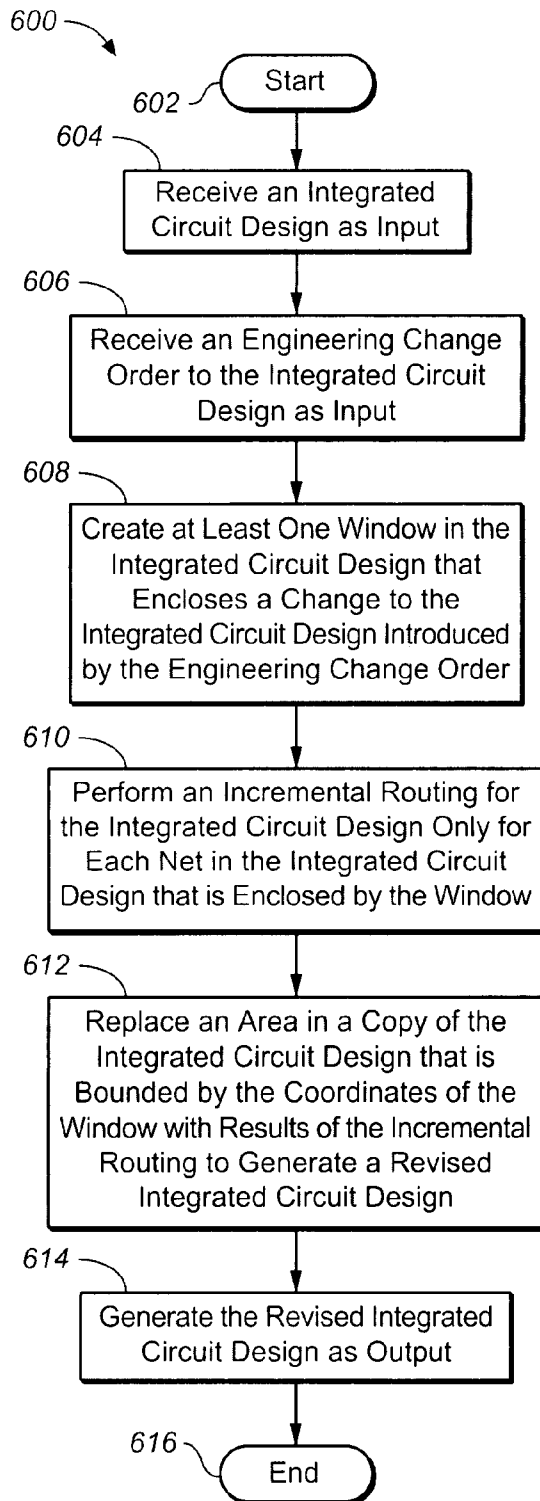 600
602
Start
604
Receive an Integrated
Circuit Design as Input
606
Receive an Engineering Change
Order to the Integrated Circuit
Design as Input
608
Create at Least One Window in the
Integrated Circuit Design that
Encloses a Change to the
Integrated Circuit Design Introduced
by the Engineering Change Order
610
Perform an Incremental Routing for
the Integrated Circuit Design Only for
Each Net in the Integrated Circuit
Design that is Enclosed by the Window
612
Replace an Area in a Copy of the
Integrated Circuit Design that is
Bounded by the Coordinates of the
Window with Results of the Incremental
Routing to Generate a Revised
Integrated Circuit Design
614
Generate the Revised Integrated
Circuit Design as Output
616
End